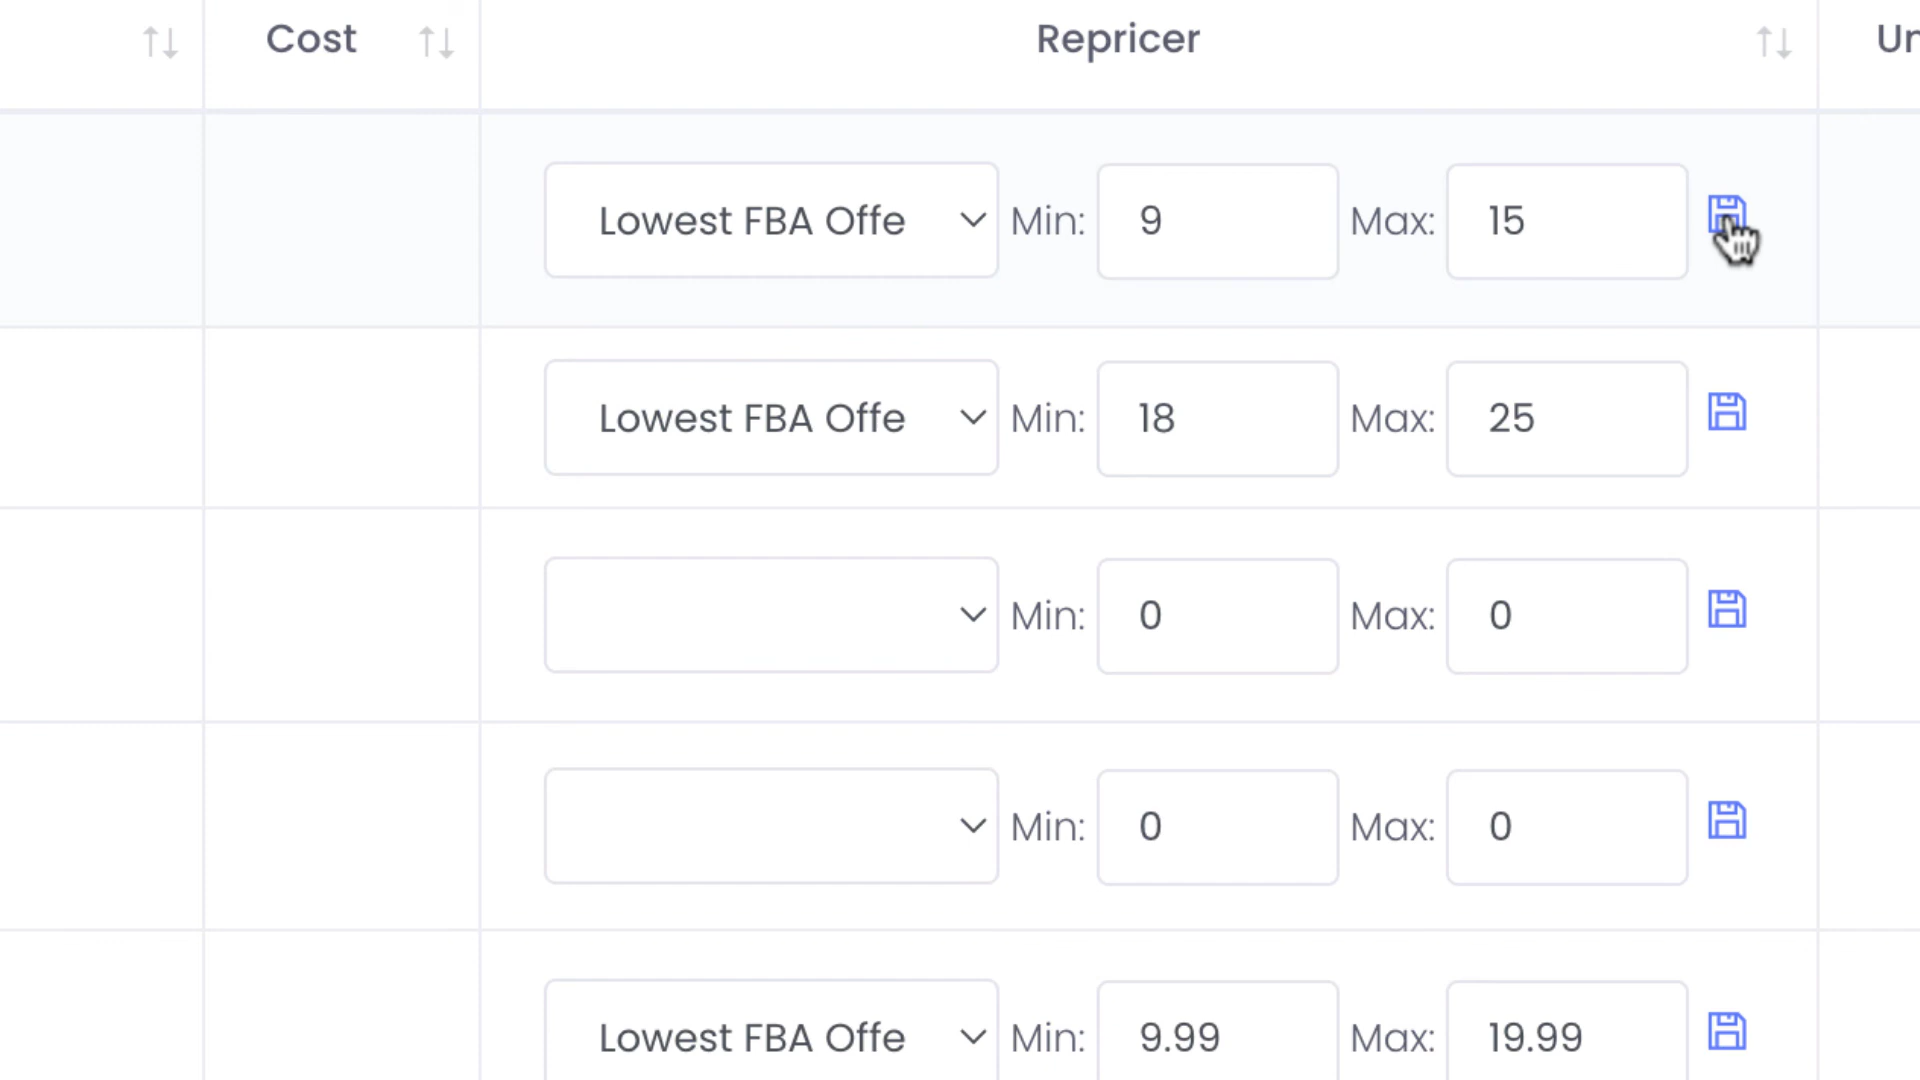 Cost Repricer Un
Lowest FBA Offe Min: 9 Max: 15
Lowest FBA Offe Min: 18 Max: 25
Min: 0 Max: 0
Min: 0 Max: 0
Lowest FBA Offe Min: 9.99 Max: 19.99